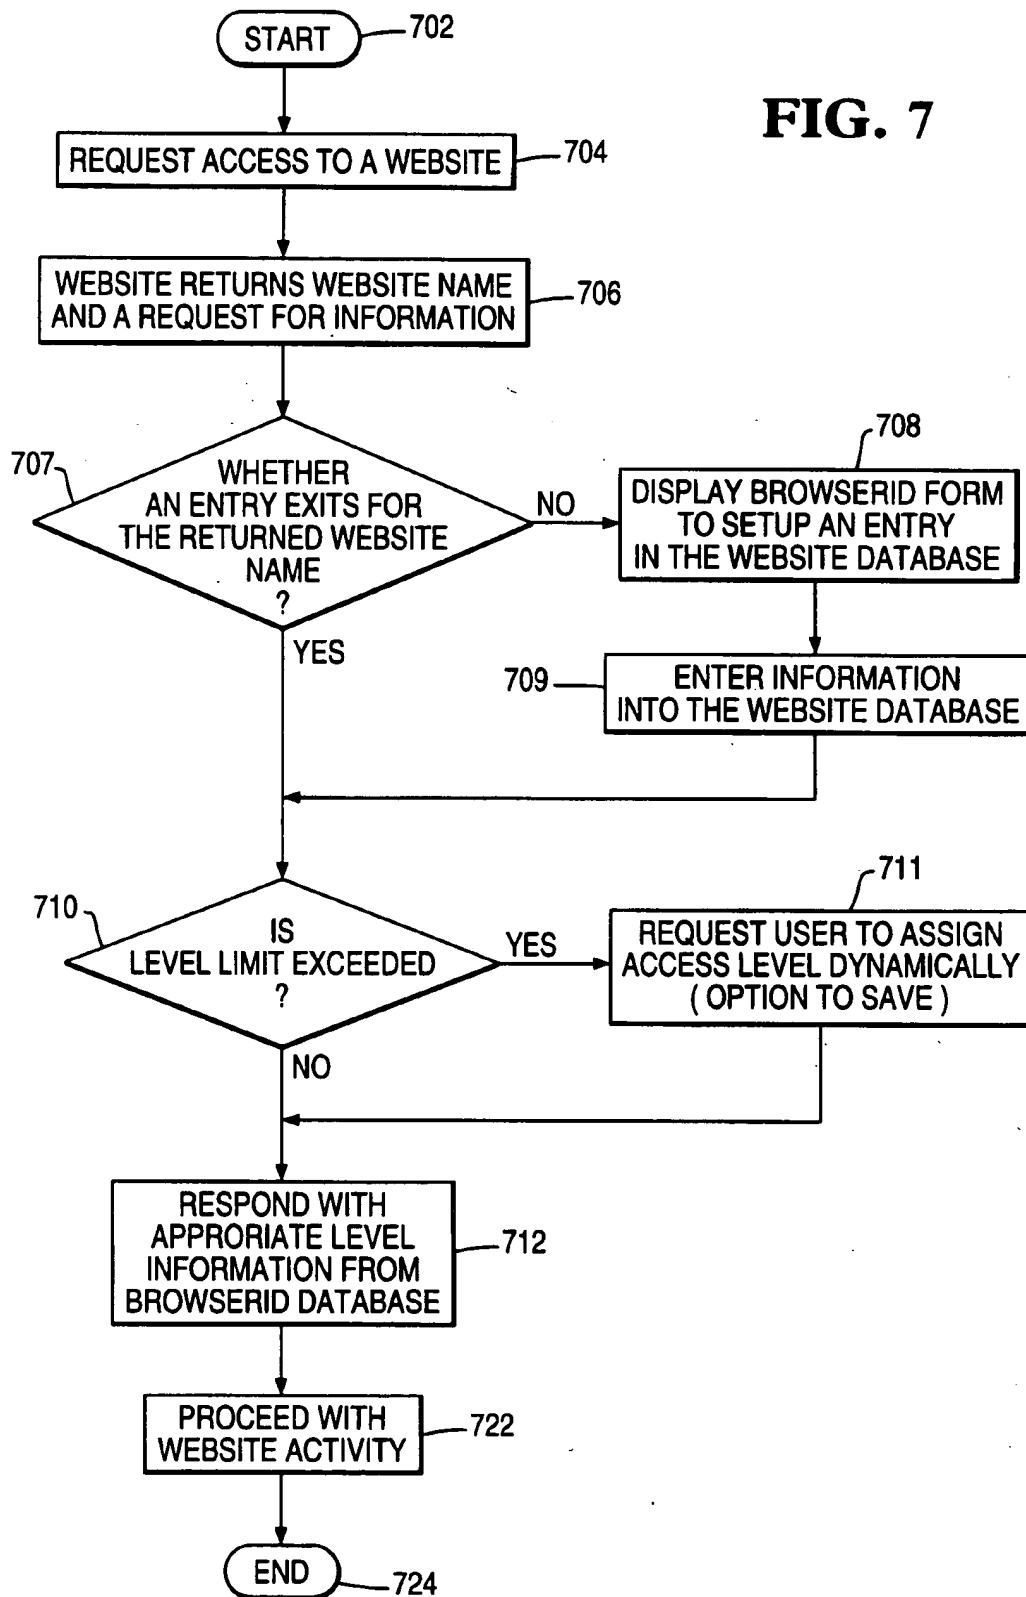 START
702
FIG. 7
REQUEST ACCESS TO A WEBSITE
704
WEBSITE RETURNS WEBSITE NAME
AND A REQUEST FOR INFORMATION
706
707
WHETHER
AN ENTRY EXITS FOR
THE RETURNED WEBSITE
NAME
?
NO
708
DISPLAY BROWSERID FORM
TO SETUP AN ENTRY
IN THE WEBSITE DATABASE
YES
709
ENTER INFORMATION
INTO THE WEBSITE DATABASE
710
IS
LEVEL LIMIT EXCEEDED
?
YES
711
REQUEST USER TO ASSIGN
ACCESS LEVEL DYNAMICALLY
( OPTION TO SAVE )
NO
RESPOND WITH
APPRORIATE LEVEL
INFORMATION FROM
BROWSERID DATABASE
712
PROCEED WITH
WEBSITE ACTIVITY
722
END
724